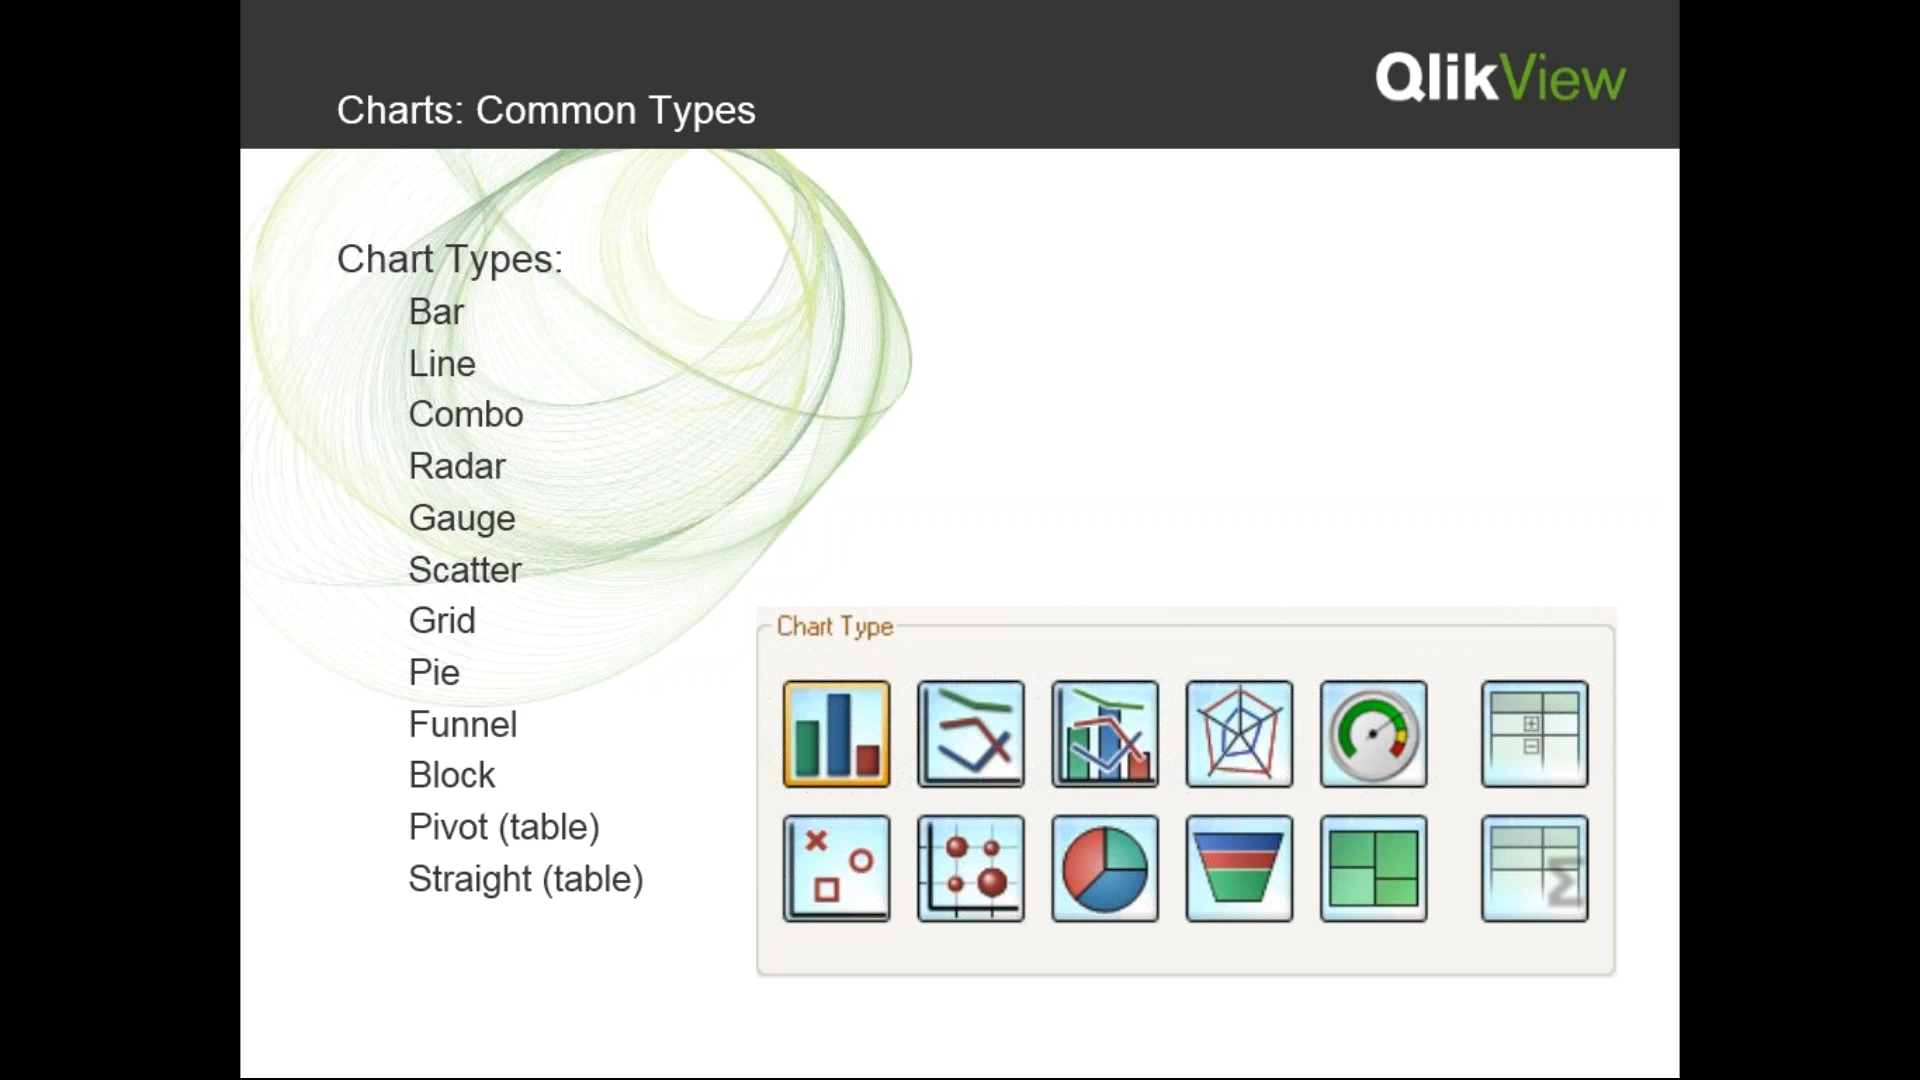 QlikView
Charts: Common Types
Chart Types:
Bar
Line
Combo
Radar
Gauge
Scatter
Grid
Pie
Funnel
Block
Pivot (table)
Straight (table)
Chart Type
Σ